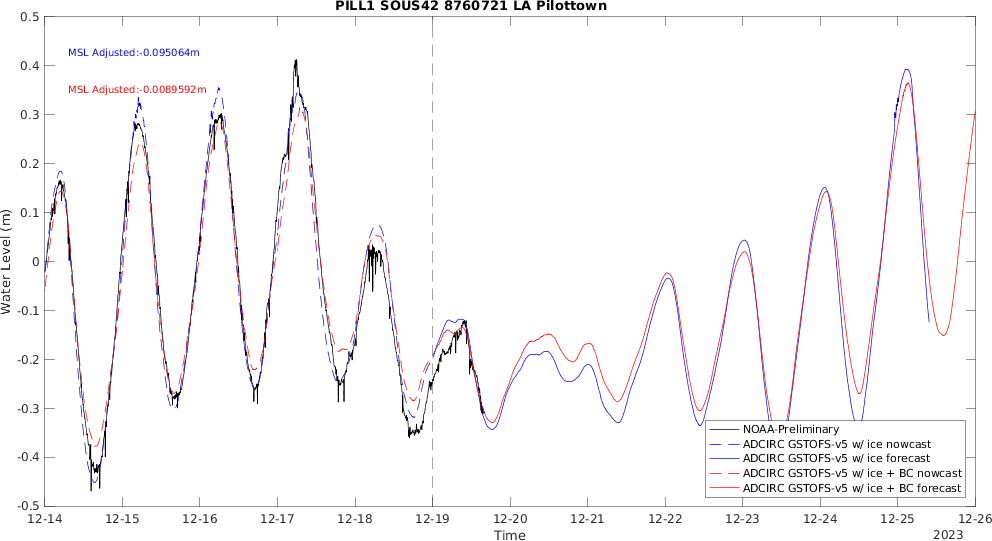 PILL1 SOUS42 8760721 LA Pilottown
0.5
0.4
0.3
0.2
0.1
0
-0.1
-0.2
-0.3
-0.4
-0.5
Water Level (m)
MSL Adjusted:-0.095064m
MSL Adjusted:-0.0089592m
NOAA-Preliminary
ADCIRC GSTOFS-v5 w/ ice nowcast
ADCIRC GSTOFS-v5 w/ ice forecast
ADCIRC GSTOFS-v5 w/ ice + BC nowcast
ADCIRC GSTOFS-v5 w/ ice + BC forecast
12-14 12-15 12-16 12-17 12-18 12-19 12-20 12-21 12-22 12-23 12-24 12-25 12-26
Time
2023